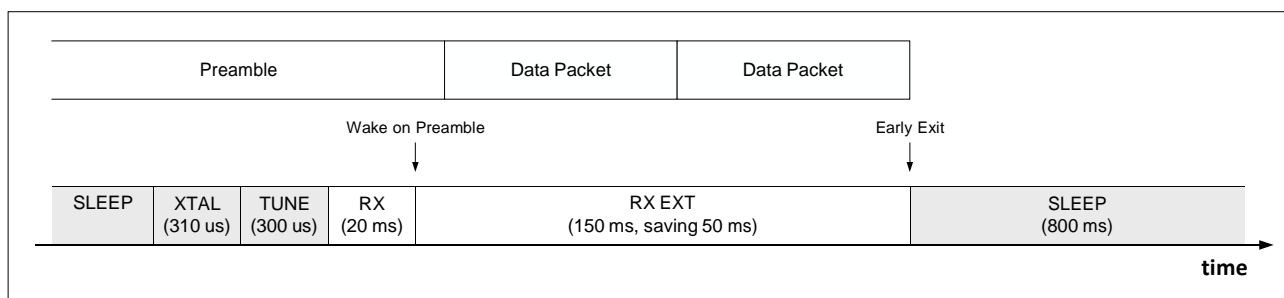 Preamble
Data Packet
Data Packet
Wake on Preamble
Early Exit
SLEEP
XTAL
(310 us)
TUNE
(300 us)
RX
(20 ms)
RX EXT
(150 ms, saving 50 ms)
SLEEP
(800 ms)
time